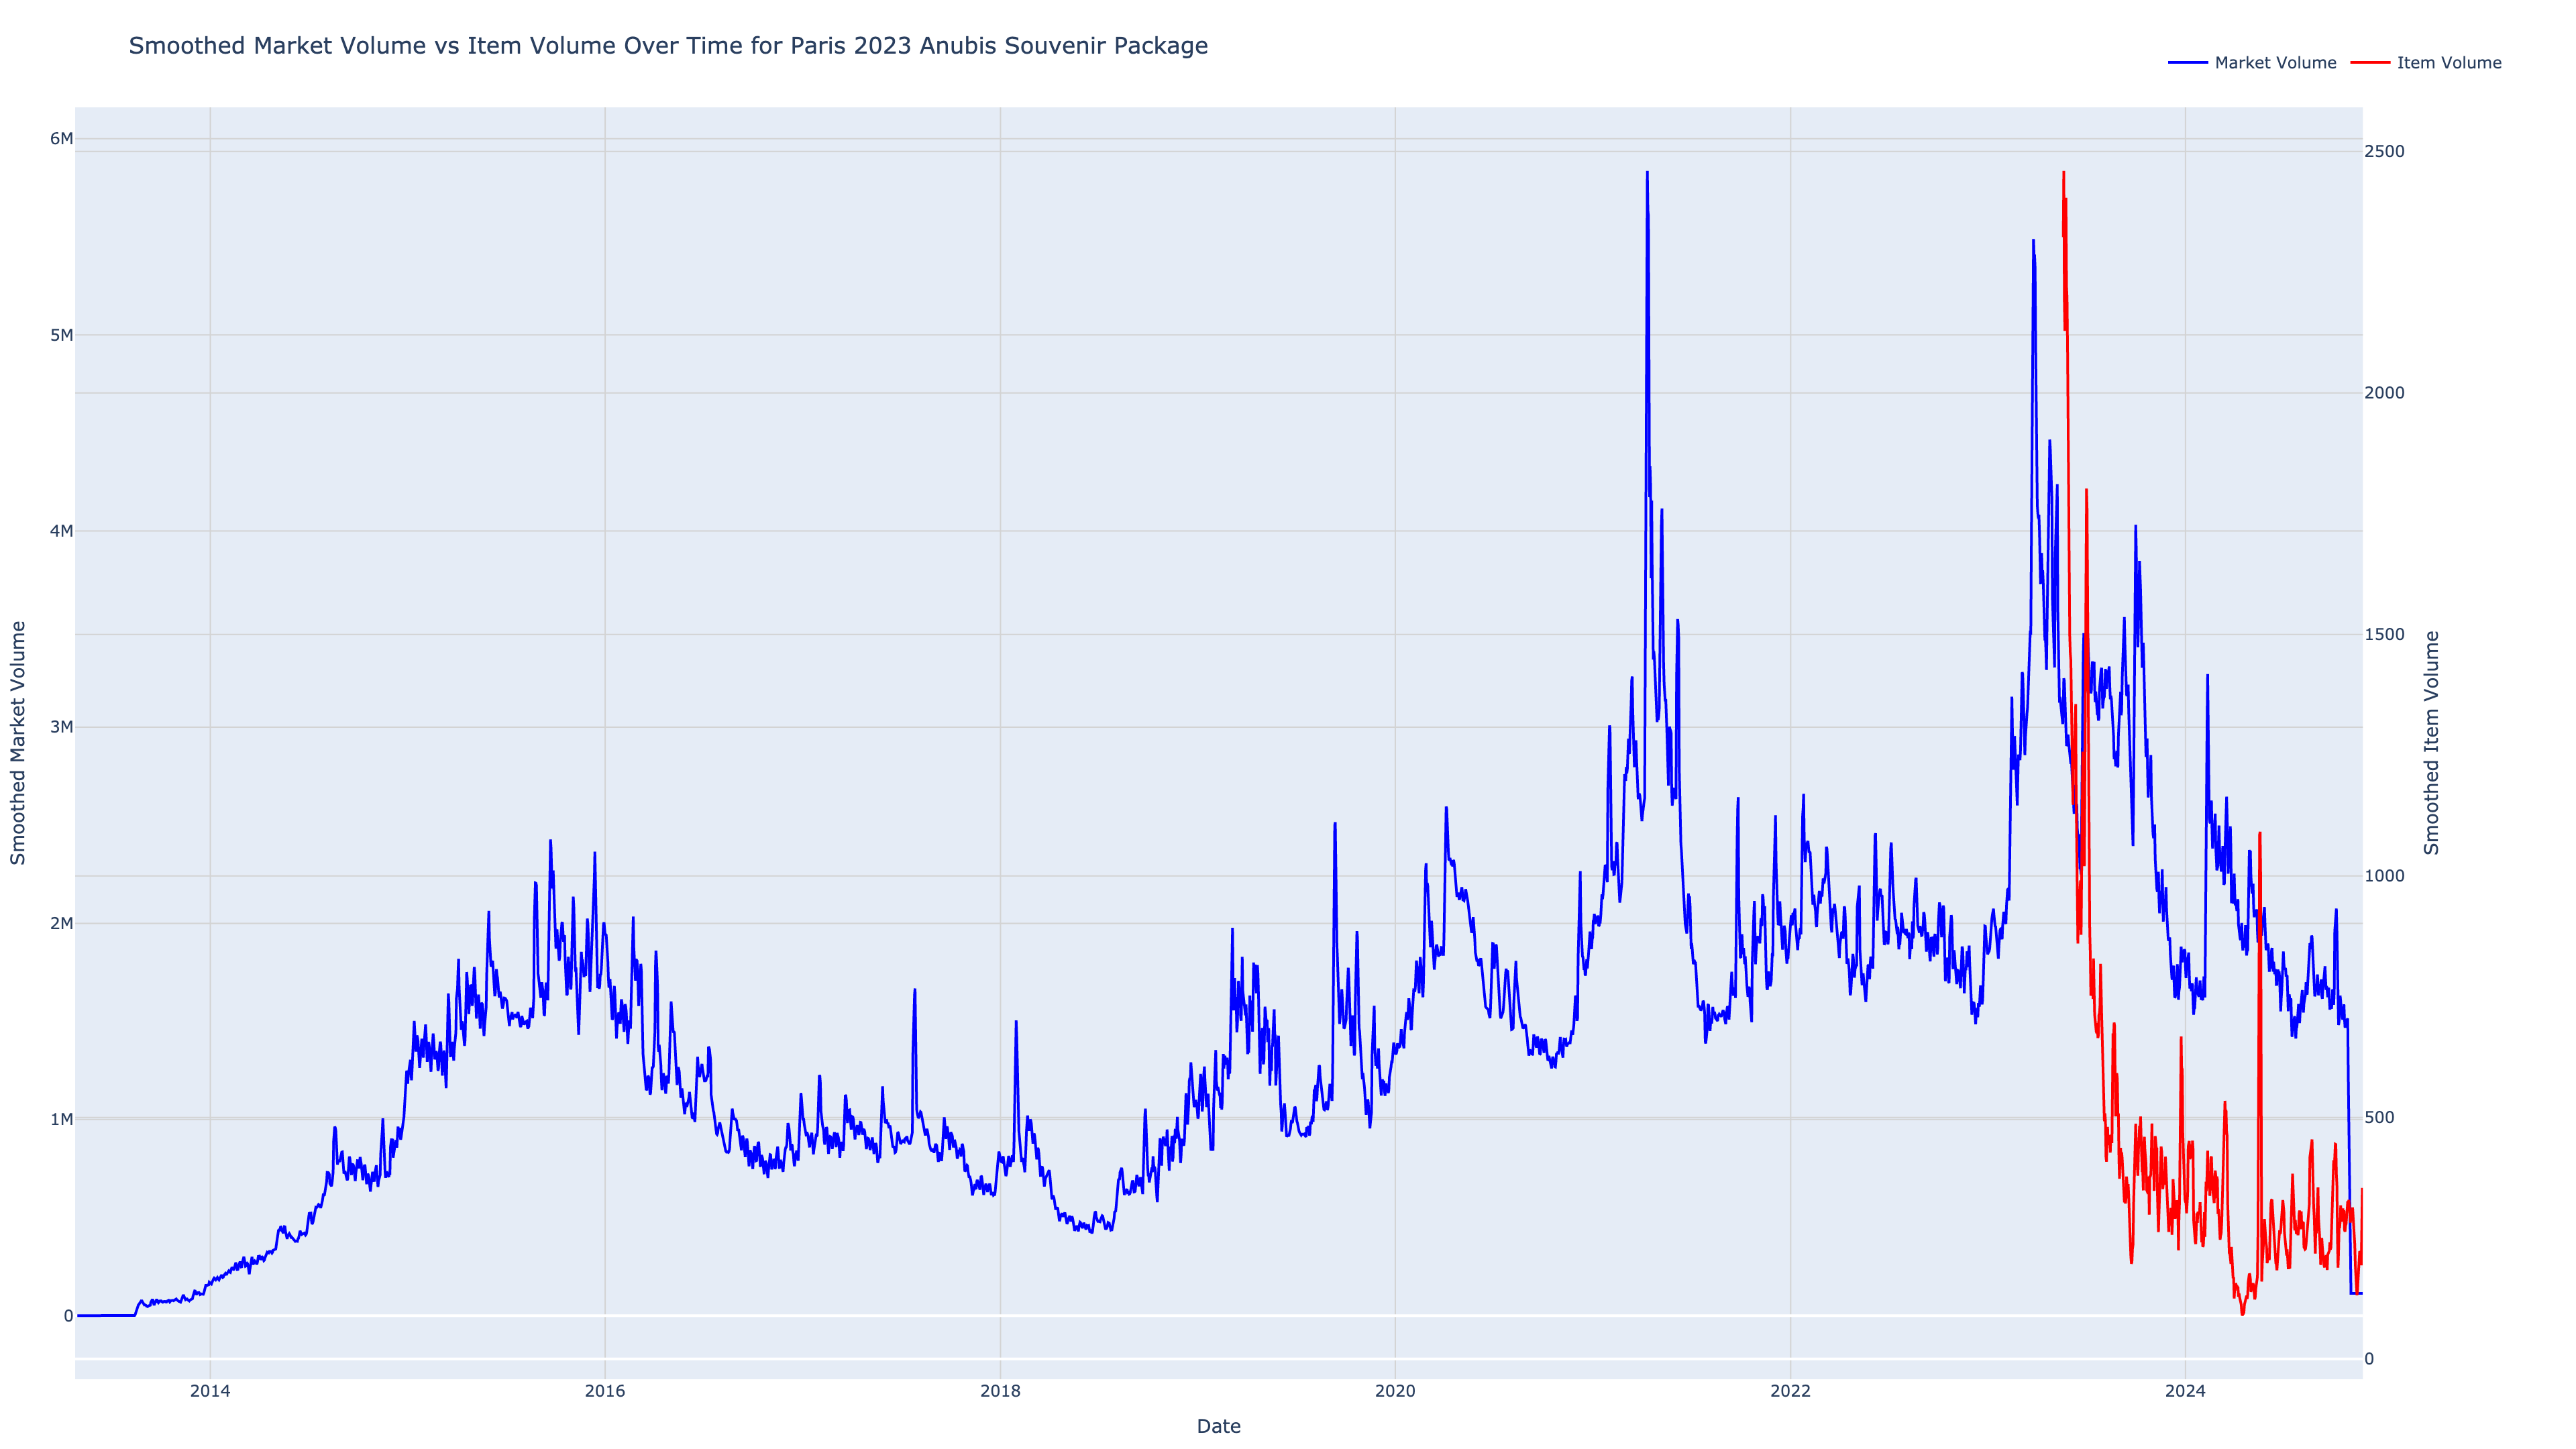 Smoothed Market Volume vs Item Volume Over Time for Paris 2023 Anubis Souvenir Package
Market Volume
Item Volume
6M
5M
4M
3M
2M
1M
0
Smoothed Market Volume
2500
2000
1500
1000
500
0
Smoothed Item Volume
2014
2016
2018
2020
2022
2024
Date